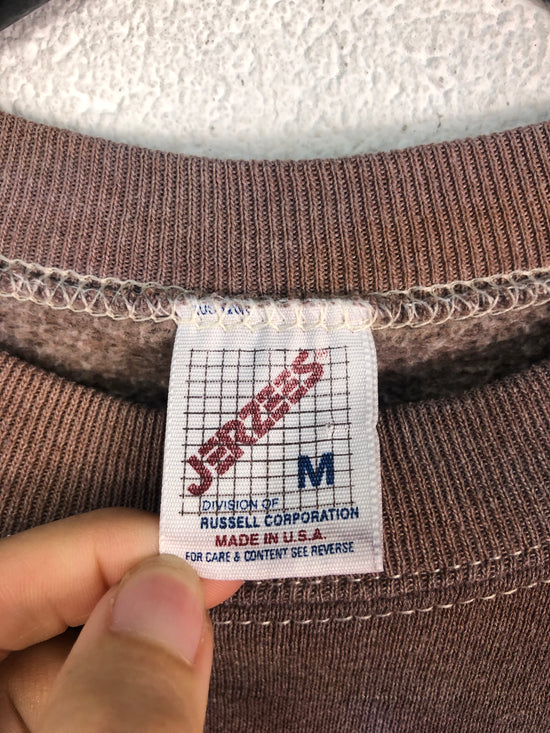 JERZEES®
M
DIVISION OF
RUSSELL CORPORATION
MADE IN U.S.A.
FOR CARE & CONTENT SEE REVERSE